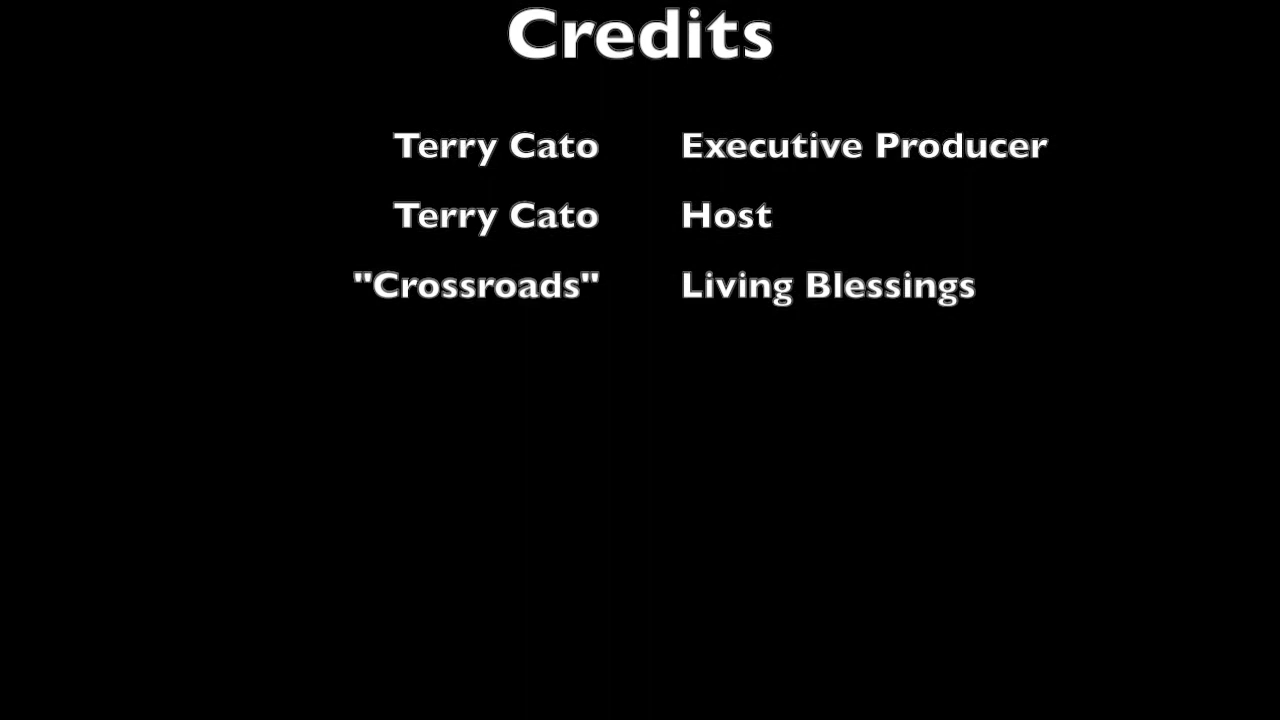 Credits
Terry Cato Executive Producer
Terry Cato Host
"Crossroads" Living Blessings